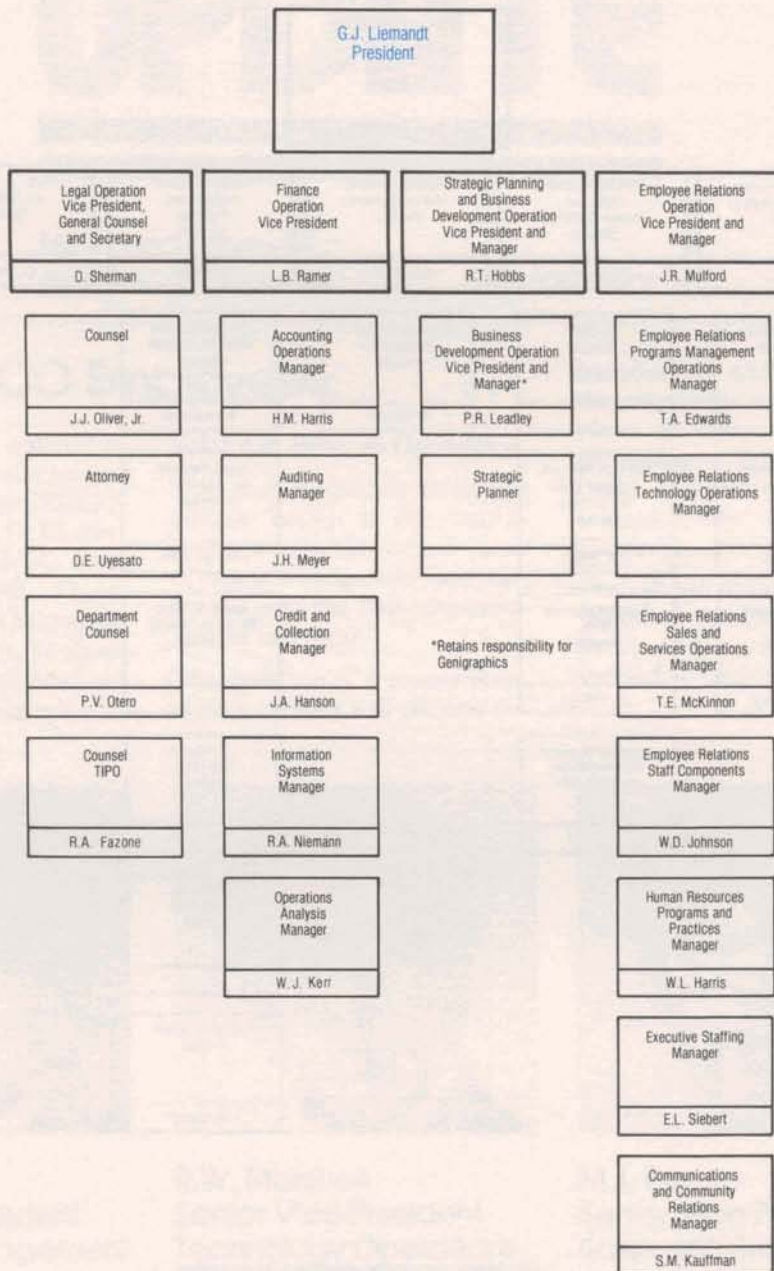 G.J. Liemandt
President
Legal Operation
Vice President,
General Counsel
and Secretary
D. Sherman
Finance
Operation
Vice President
L.B. Ramer
Strategic Planning
and Business
Development Operation
Vice President and
Manager
R.T. Hobbs
Employee Relations
Operation
Vice President and
Manager
J.R. Mulford
Counsel
J.J. Oliver, Jr.
Accounting
Operations
Manager
H.M. Harris
Business
Development Operation
Vice President and
Manager*
P.R. Leadley
Employee Relations
Programs Management
Operations
Manager
T.A. Edwards
Attorney
D.E. Uyesato
Auditing
Manager
J.H. Meyer
Strategic
Planner
Employee Relations
Technology Operations
Manager
Department
Counsel
P.V. Otero
Credit and
Collection
Manager
J.A. Hanson
*Retains responsibility for
Genigraphics
Employee Relations
Sales and
Services Operations
Manager
T.E. McKinnon
Counsel
TIPO
R.A. Fazone
Information
Systems
Manager
R.A. Niemann
Employee Relations
Staff Components
Manager
W.D. Johnson
Operations
Analysis
Manager
W.J. Kerr
Human Resources
Programs and
Practices
Manager
W.L. Harris
Executive Staffing
Manager
E.L. Siebert
Communications
and Community
Relations
Manager
S.M. Kauffman